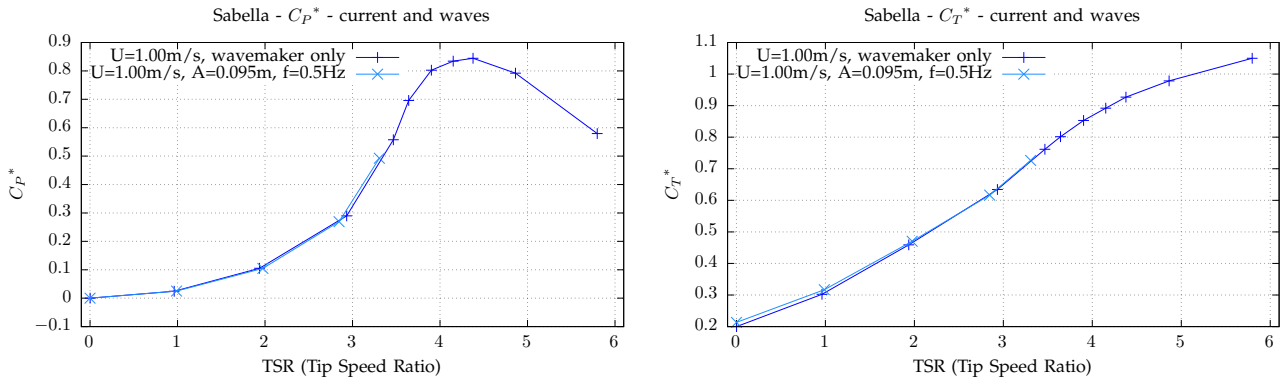 Sabella - C_P* - current and waves
U=1.00m/s, wavemaker only
U=1.00m/s, A=0.095m, f=0.5Hz
0.9
0.8
0.7
0.6
0.5
0.4
0.3
0.2
0.1
0
−0.1
C_P*
0 1 2 3 4 5 6
TSR (Tip Speed Ratio)
Sabella - C_T* - current and waves
U=1.00m/s, wavemaker only
U=1.00m/s, A=0.095m, f=0.5Hz
1.1
1
0.9
0.8
0.7
0.6
0.5
0.4
0.3
0.2
C_T*
0 1 2 3 4 5 6
TSR (Tip Speed Ratio)